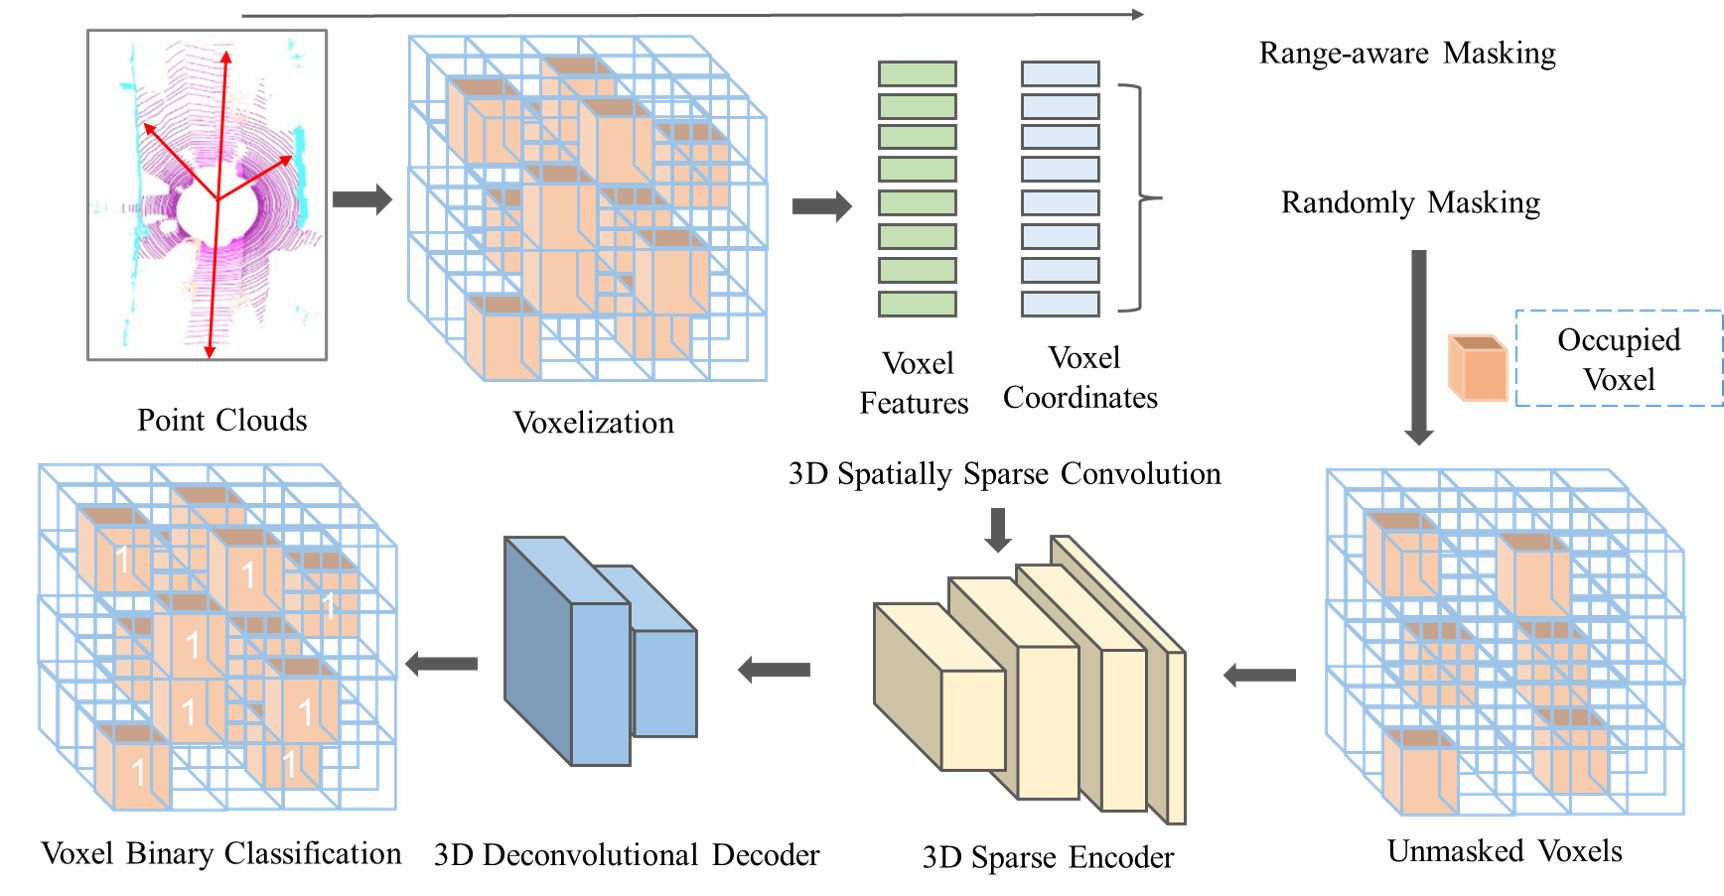 Range-aware Masking
Randomly Masking
Occupied
Voxel
Voxel
Features
Voxel
Coordinates
Point Clouds
Voxelization
3D Spatially Sparse Convolution
1
1
1
1
1
1
1
1
Voxel Binary Classification
3D Deconvolutional Decoder
3D Sparse Encoder
Unmasked Voxels